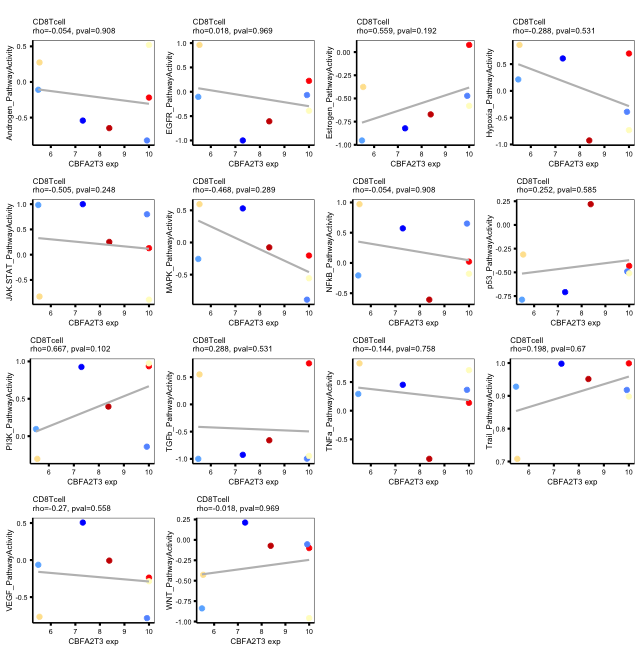 CD8Tcell
rho=-0.054, pval=0.908
Androgen_PathwayActivity
0.5
0.0
-0.5
6 7 8 9 10
CBFA2T3 exp
CD8Tcell
rho=0.018, pval=0.969
EGFR_PathwayActivity
1.0
0.5
0.0
-0.5
-1.0
6 7 8 9 10
CBFA2T3 exp
CD8Tcell
rho=0.559, pval=0.192
Estrogen_PathwayActivity
0.00
-0.25
-0.50
-0.75
-1.00
6 7 8 9 10
CBFA2T3 exp
CD8Tcell
rho=-0.288, pval=0.531
Hypoxia_PathwayActivity
0.5
0.0
-0.5
-1.0
6 7 8 9 10
CBFA2T3 exp
CD8Tcell
rho=-0.505, pval=0.248
JAK-STAT_PathwayActivity
1.0
0.5
0.0
-0.5
6 7 8 9 10
CBFA2T3 exp
CD8Tcell
rho=-0.468, pval=0.289
MAPK_PathwayActivity
0.5
0.0
-0.5
6 7 8 9 10
CBFA2T3 exp
CD8Tcell
rho=-0.054, pval=0.908
NFkB_PathwayActivity
1.0
0.5
0.0
-0.5
6 7 8 9 10
CBFA2T3 exp
CD8Tcell
rho=0.252, pval=0.585
p53_PathwayActivity
0.25
0.00
-0.25
-0.50
-0.75
6 7 8 9 10
CBFA2T3 exp
CD8Tcell
rho=0.667, pval=0.102
PI3K_PathwayActivity
1.0
0.5
0.0
6 7 8 9 10
CBFA2T3 exp
CD8Tcell
rho=0.288, pval=0.531
TGFb_PathwayActivity
0.5
0.0
-0.5
-1.0
6 7 8 9 10
CBFA2T3 exp
CD8Tcell
rho=-0.144, pval=0.758
TNFa_PathwayActivity
0.5
0.0
-0.5
6 7 8 9 10
CBFA2T3 exp
CD8Tcell
rho=0.198, pval=0.67
Trail_PathwayActivity
1.0
0.9
0.8
0.7
6 7 8 9 10
CBFA2T3 exp
CD8Tcell
rho=-0.27, pval=0.558
VEGF_PathwayActivity
0.5
0.0
-0.5
6 7 8 9 10
CBFA2T3 exp
CD8Tcell
rho=-0.018, pval=0.969
WNT_PathwayActivity
0.25
0.00
-0.25
-0.50
-0.75
-1.00
6 7 8 9 10
CBFA2T3 exp